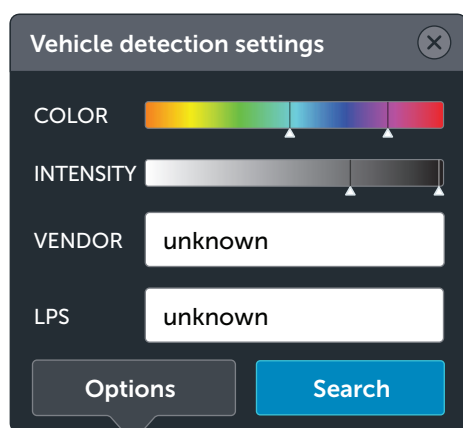 Vehicle detection settings
COLOR
INTENSITY
VENDOR unknown
LPS unknown
Options Search